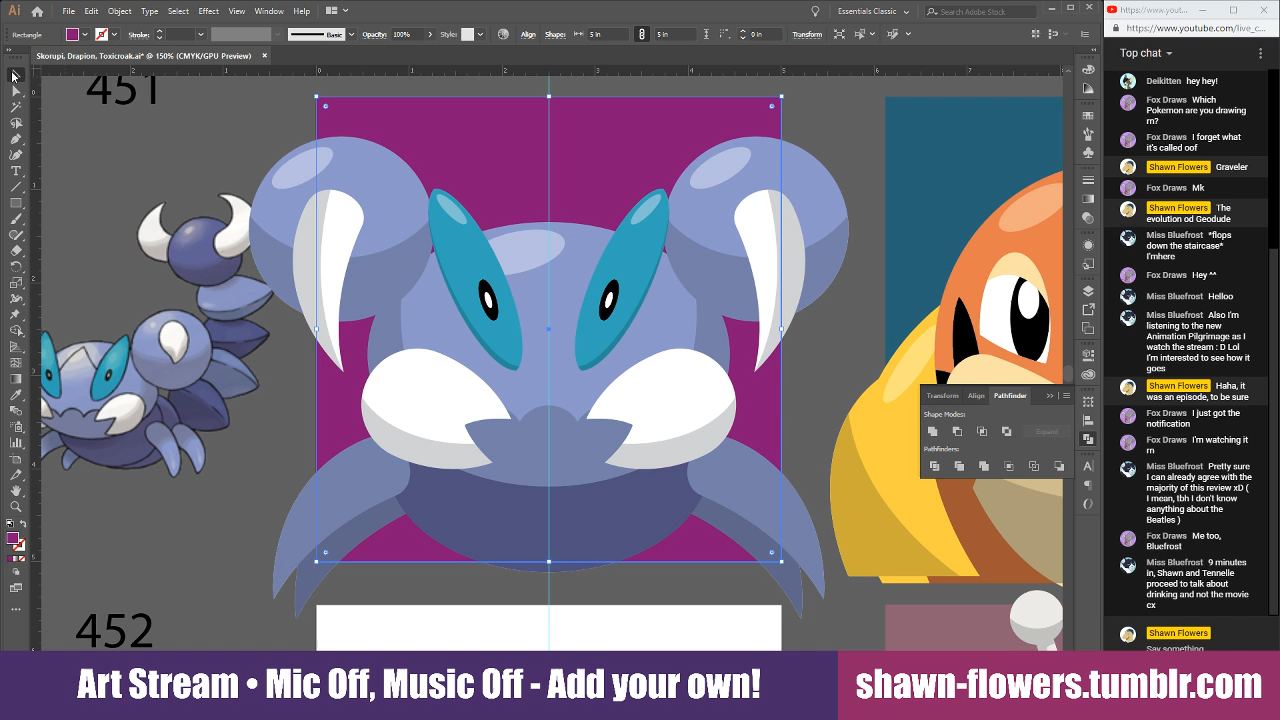 Ai
File Edit Object Type Select Effect View Window Help
Essentials Classic
Search Adobe Stock
Rectangle
Stroke:
Basic
Opacity:
100%
Style:
Align
Shape:
5 in
5 in
0 in
Transform
Skorupi, Drapion, Toxicroak.ai* @ 150% (CMYK/GPU Preview)
451
452
Transform
Align
Pathfinder
Shape Modes:
Expand
Pathfinders:
https://www.yout...
https://www.youtube.com/live_c...
Top chat
Deikitten hey hey!
Fox Draws Which
Pokemon are you drawing
rn?
Fox Draws I forget what
it's called oof
Shawn Flowers Graveler
Fox Draws Mk
Shawn Flowers The
evolution od Geodude
Miss Bluefrost *flops
down the staircase*
I'mhere
Fox Draws Hey ^^
Miss Bluefrost Helloo
Miss Bluefrost Also I'm
listening to the new
Animation Pilgrimage as I
watch the stream : D Lol
I'm interested to see how it
goes
Shawn Flowers Haha, it
was an episode, to be sure
Fox Draws I just got the
notification
Fox Draws I'm watching it
rn
Miss Bluefrost Pretty sure
I can already agree with the
majority of this review xD (
I mean, tbh I don't know
aanything about the
Beatles )
Fox Draws Me too,
Bluefrost
Miss Bluefrost 9 minutes
in, Shawn and Tennelle
proceed to talk about
drinking and not the movie
cx
Shawn Flowers
Say something...
Art Stream • Mic Off, Music Off - Add your own!
shawn-flowers.tumblr.com